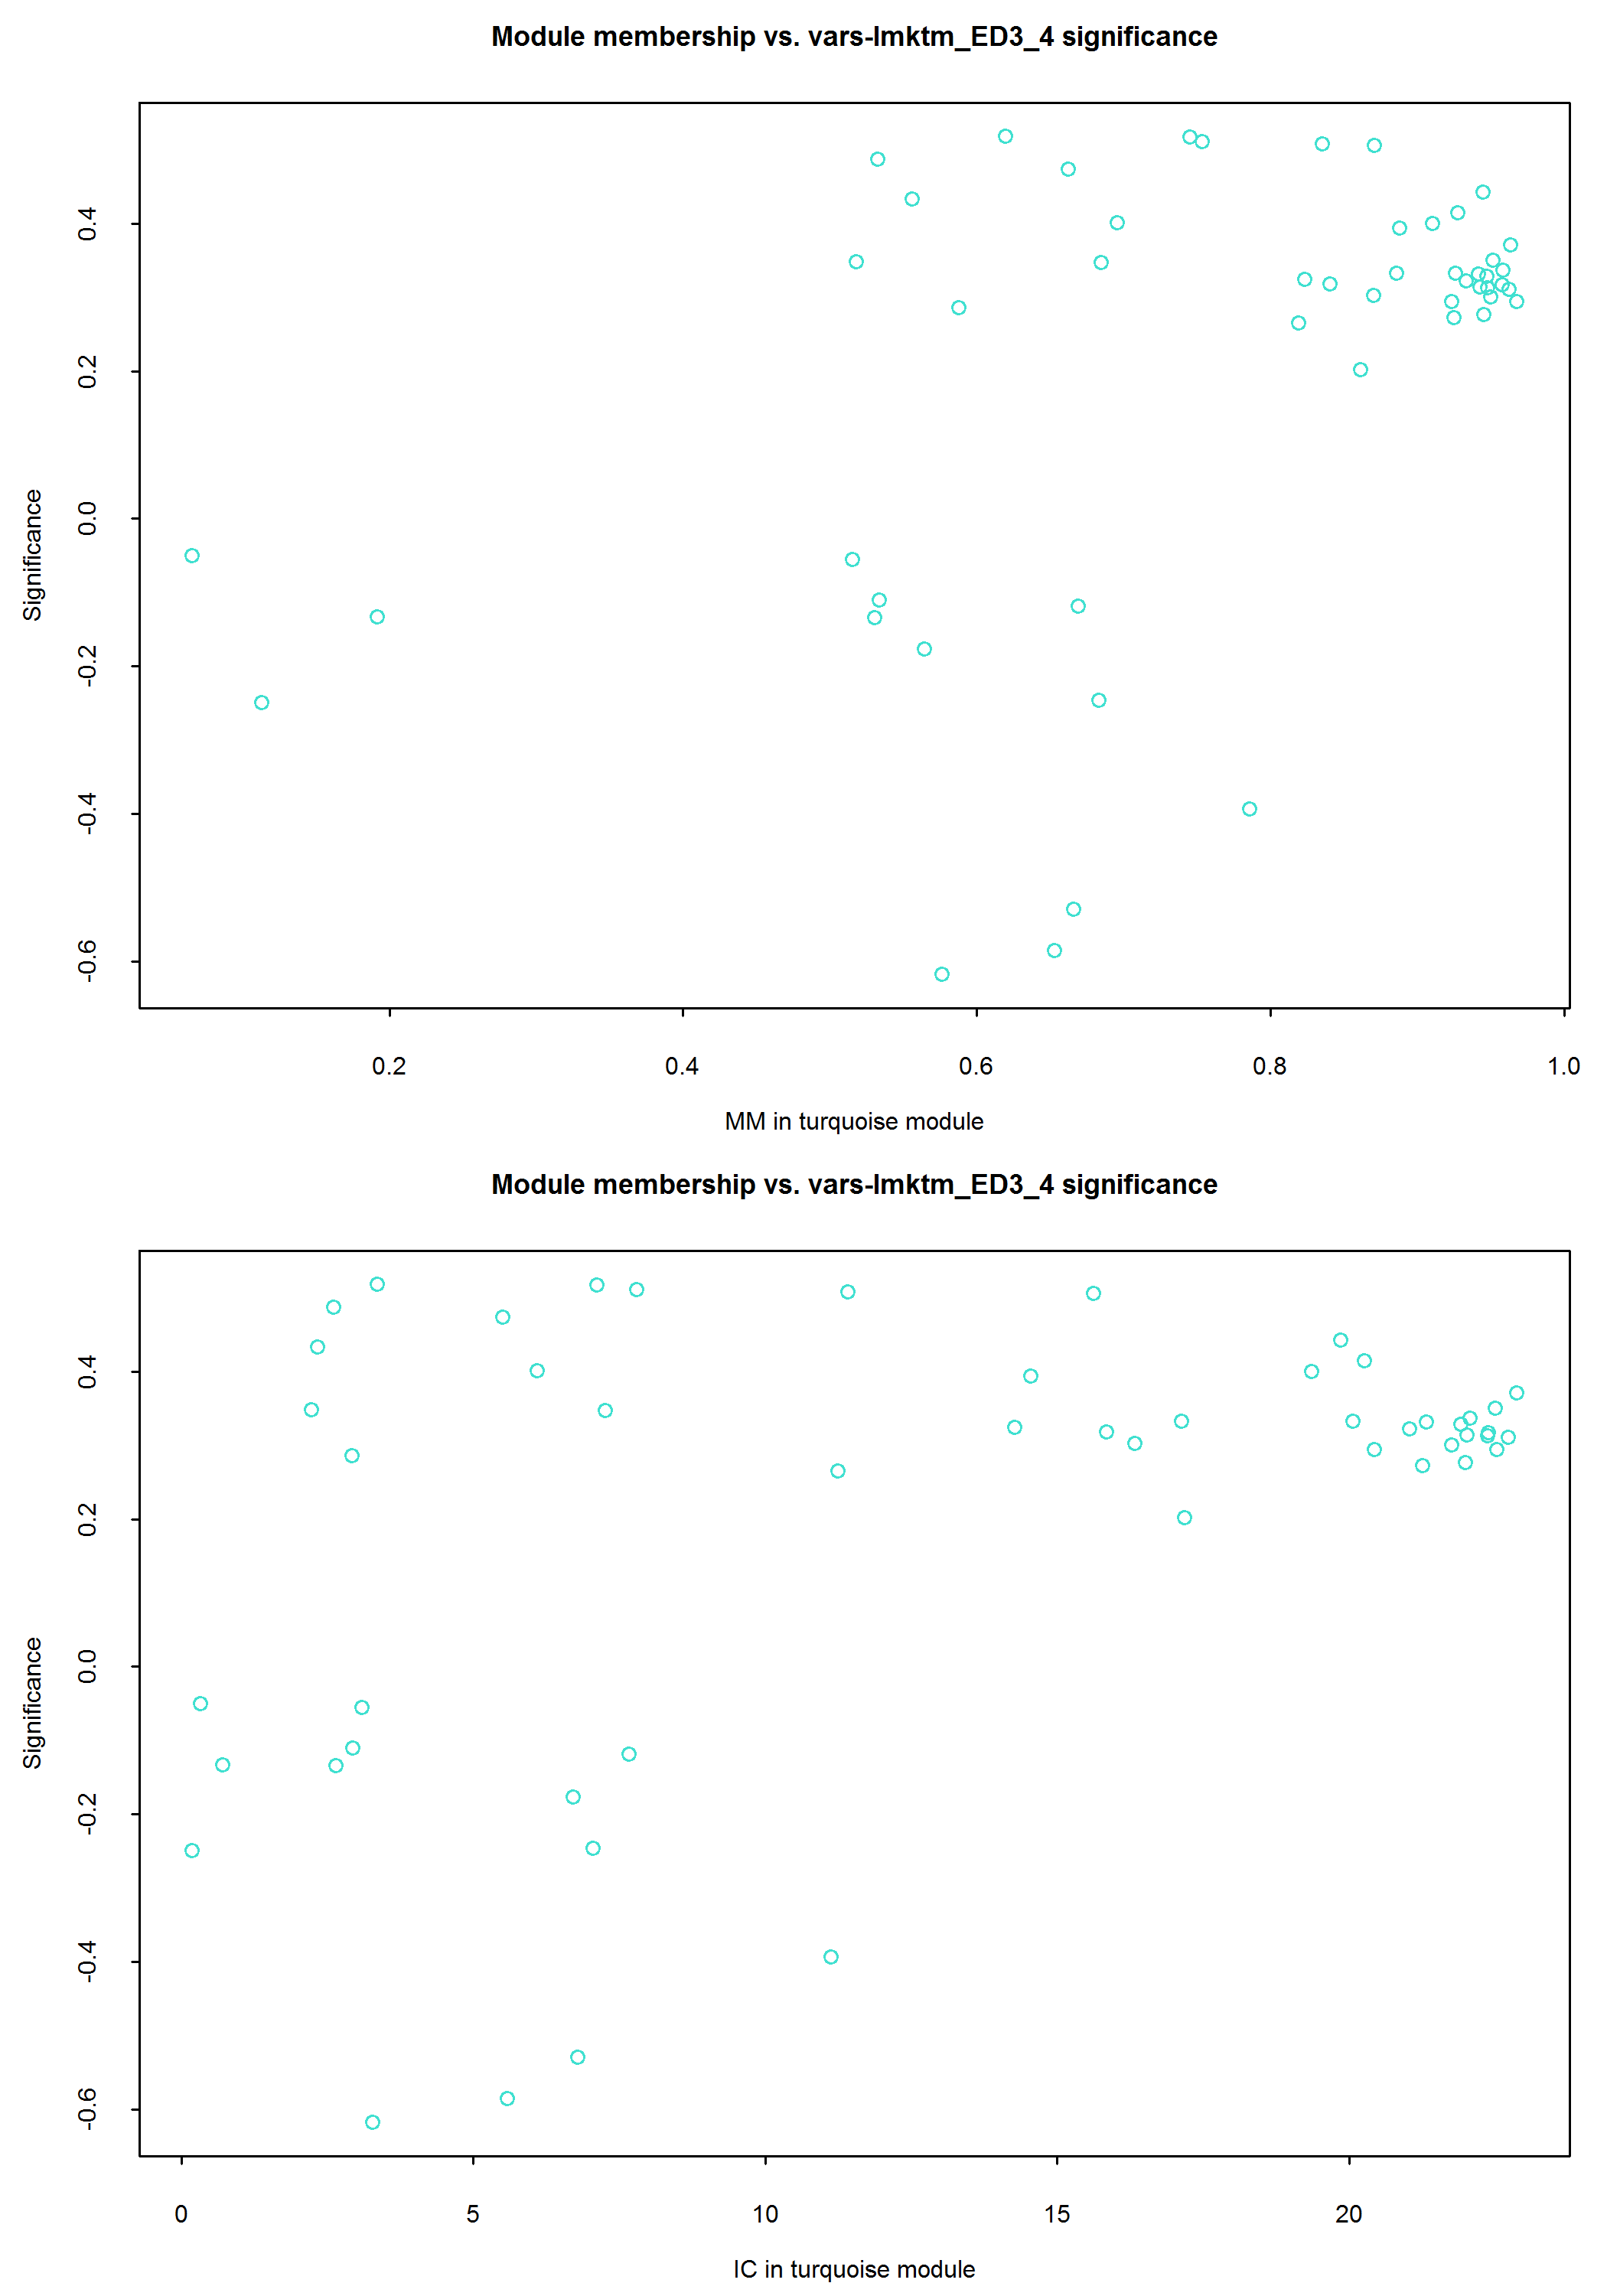 Module membership vs. vars-lmktm_ED3_4 significance
0.4
0.2
0.0
-0.2
-0.4
-0.6
Significance
0.2 0.4 0.6 0.8 1.0
MM in turquoise module
Module membership vs. vars-lmktm_ED3_4 significance
0.4
0.2
0.0
-0.2
-0.4
-0.6
Significance
0 5 10 15 20
IC in turquoise module